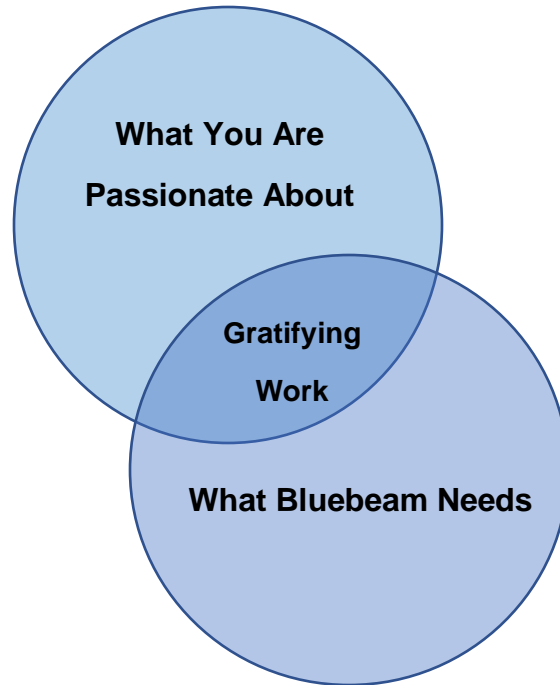 What You Are
Passionate About
Gratifying
Work
What Bluebeam Needs